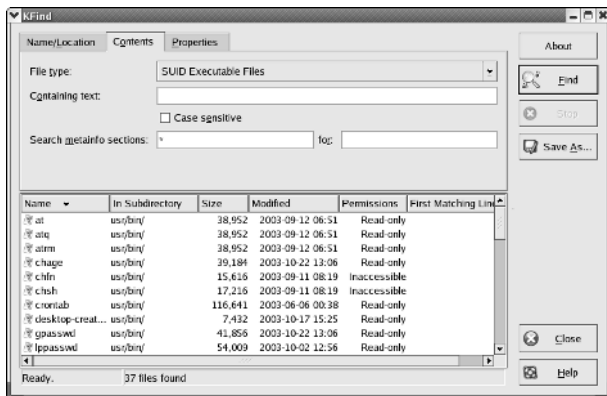 KFind
Name/Location Contents Properties
About
File type: SUID Executable Files
Find
Containing text:
Case sensitive
Stop
Search metainfo sections: * for:
Save As...
Name In Subdirectory Size Modified Permissions First Matching Line
at usr/bin/ 38,952 2003-09-12 06:51 Read-only
atq usr/bin/ 38,952 2003-09-12 06:51 Read-only
atrm usr/bin/ 38,952 2003-09-12 06:51 Read-only
chage usr/bin/ 39,184 2003-10-22 13:06 Read-only
chfn usr/bin/ 15,616 2003-09-11 08:19 Inaccessible
chsh usr/bin/ 17,216 2003-09-11 08:19 Inaccessible
crontab usr/bin/ 116,641 2003-06-06 00:38 Read-only
desktop-creat... usr/bin/ 7,432 2003-10-17 15:25 Read-only
gpasswd usr/bin/ 41,856 2003-10-22 13:06 Read-only
lppasswd usr/bin/ 54,009 2003-10-02 12:56 Read-only
Close
Ready. 37 files found
Help